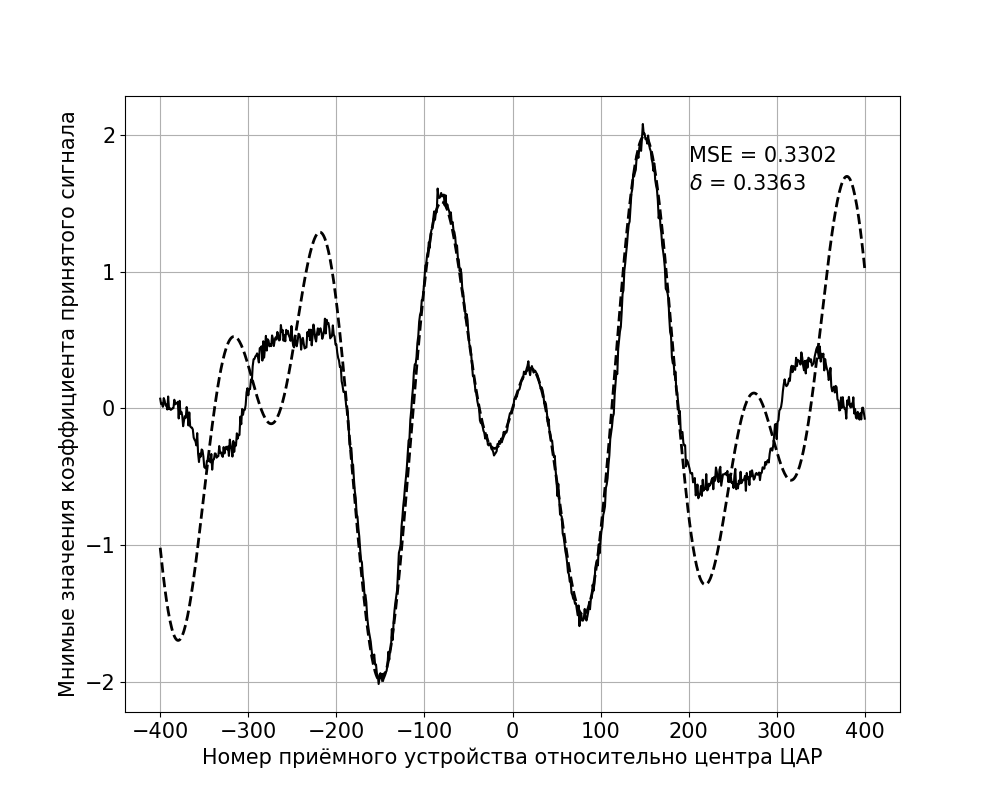 Мнимые значения коэффициента принятого сигнала
2
1
0
−1
−2
MSE = 0.3302
δ = 0.3363
−400 −300 −200 −100 0 100 200 300 400
Номер приёмного устройства относительно центра ЦАР